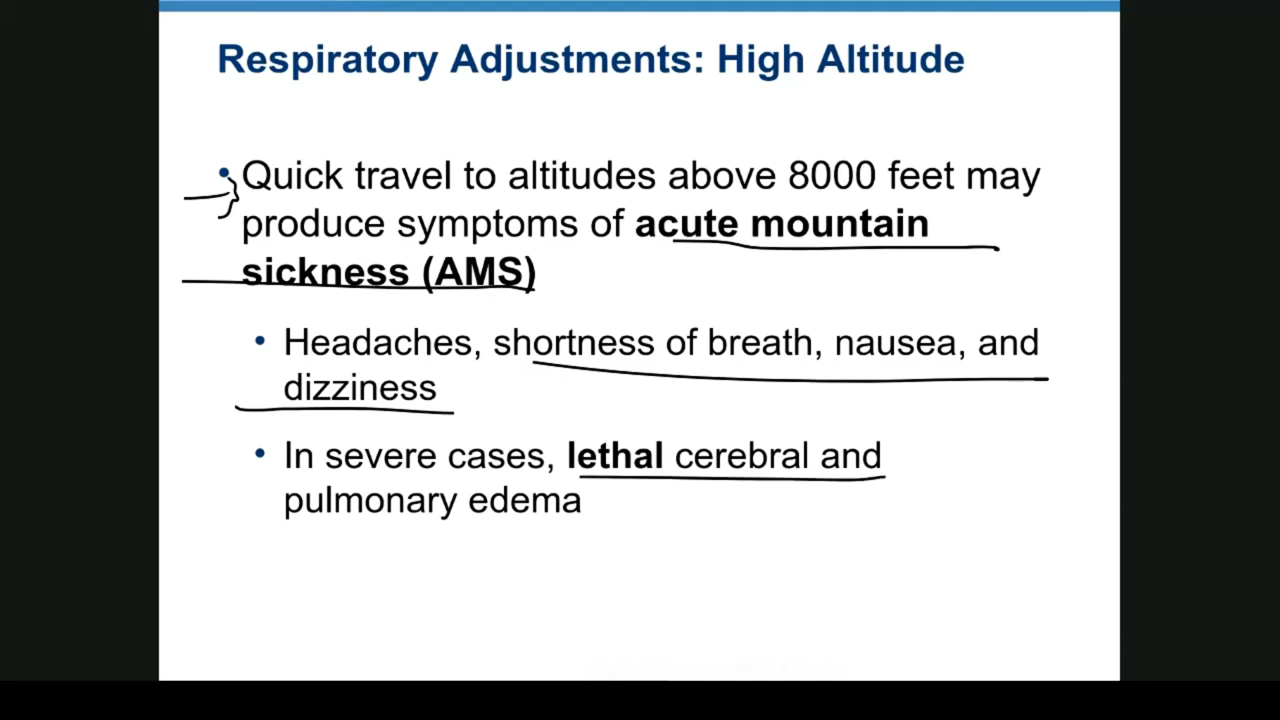 Respiratory Adjustments: High Altitude
• Quick travel to altitudes above 8000 feet may
produce symptoms of acute mountain
sickness (AMS)
• Headaches, shortness of breath, nausea, and
dizziness
• In severe cases, lethal cerebral and
pulmonary edema